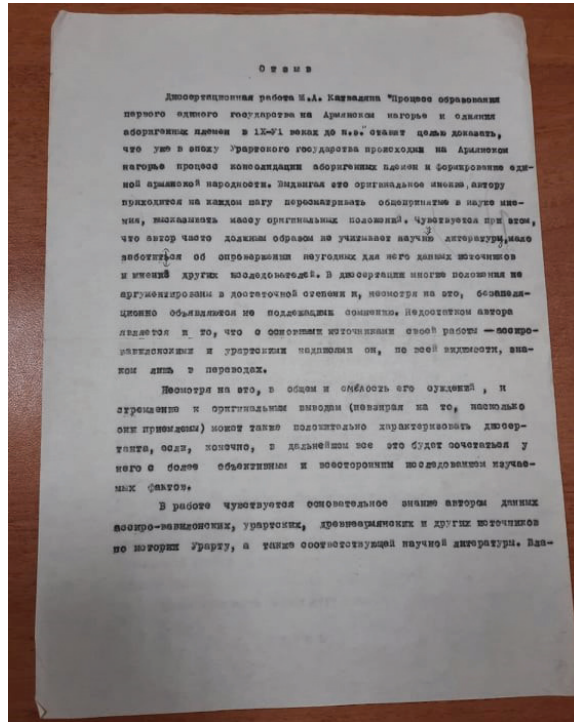 Отзыв
Диссертационная работа М.А. Кацваляна "Процесс образования
первого единого государства на Армянском нагорье и слияния
аборигенных племен в IX-VI веках до н.э." ставит целью доказать,
что уже в эпоху Урартского государства происходил на Армянском
нагорье процесс консолидации аборигенных племен и формирование еди-
ной армянской народности. Выдвигая это оригинальное мнение, автору
приходится на каждом шагу пересматривать общепринятые в науке мне-
ния, высказывать массу оригинальных положений. Чувствуется при этом,
что автор часто должным образом не учитывает научную литературу, мало
заботится об опровержении неугодных для него данных источников
и мнений других исследователей. В диссертации многие положения не
аргументированы в достаточной степени и, несмотря на это, безапеля-
ционно объявляются не подлежащими сомнению. Недостатком автора
является и то, что с основными источниками своей работы — ассиро-
вавилонскими и урартскими надписями он, по всей видимости, зна-
ком лишь в переводах.
Несмотря на это, в общем и смелость его суждений, и
стремление к оригинальным выводам (невзирая на то, насколько
они приемлемы) может также положительно характеризовать диссер-
танта, если, конечно, в дальнейшем все это будет сочетаться у
него с более объективным и всесторонним исследованием изучае-
мых фактов.
В работе чувствуется основательное знание автором данных
ассиро-вавилонских, урартских, древнеармянских и других источников
по истории Урарту, а также соответствующей научной литературы. Вла-